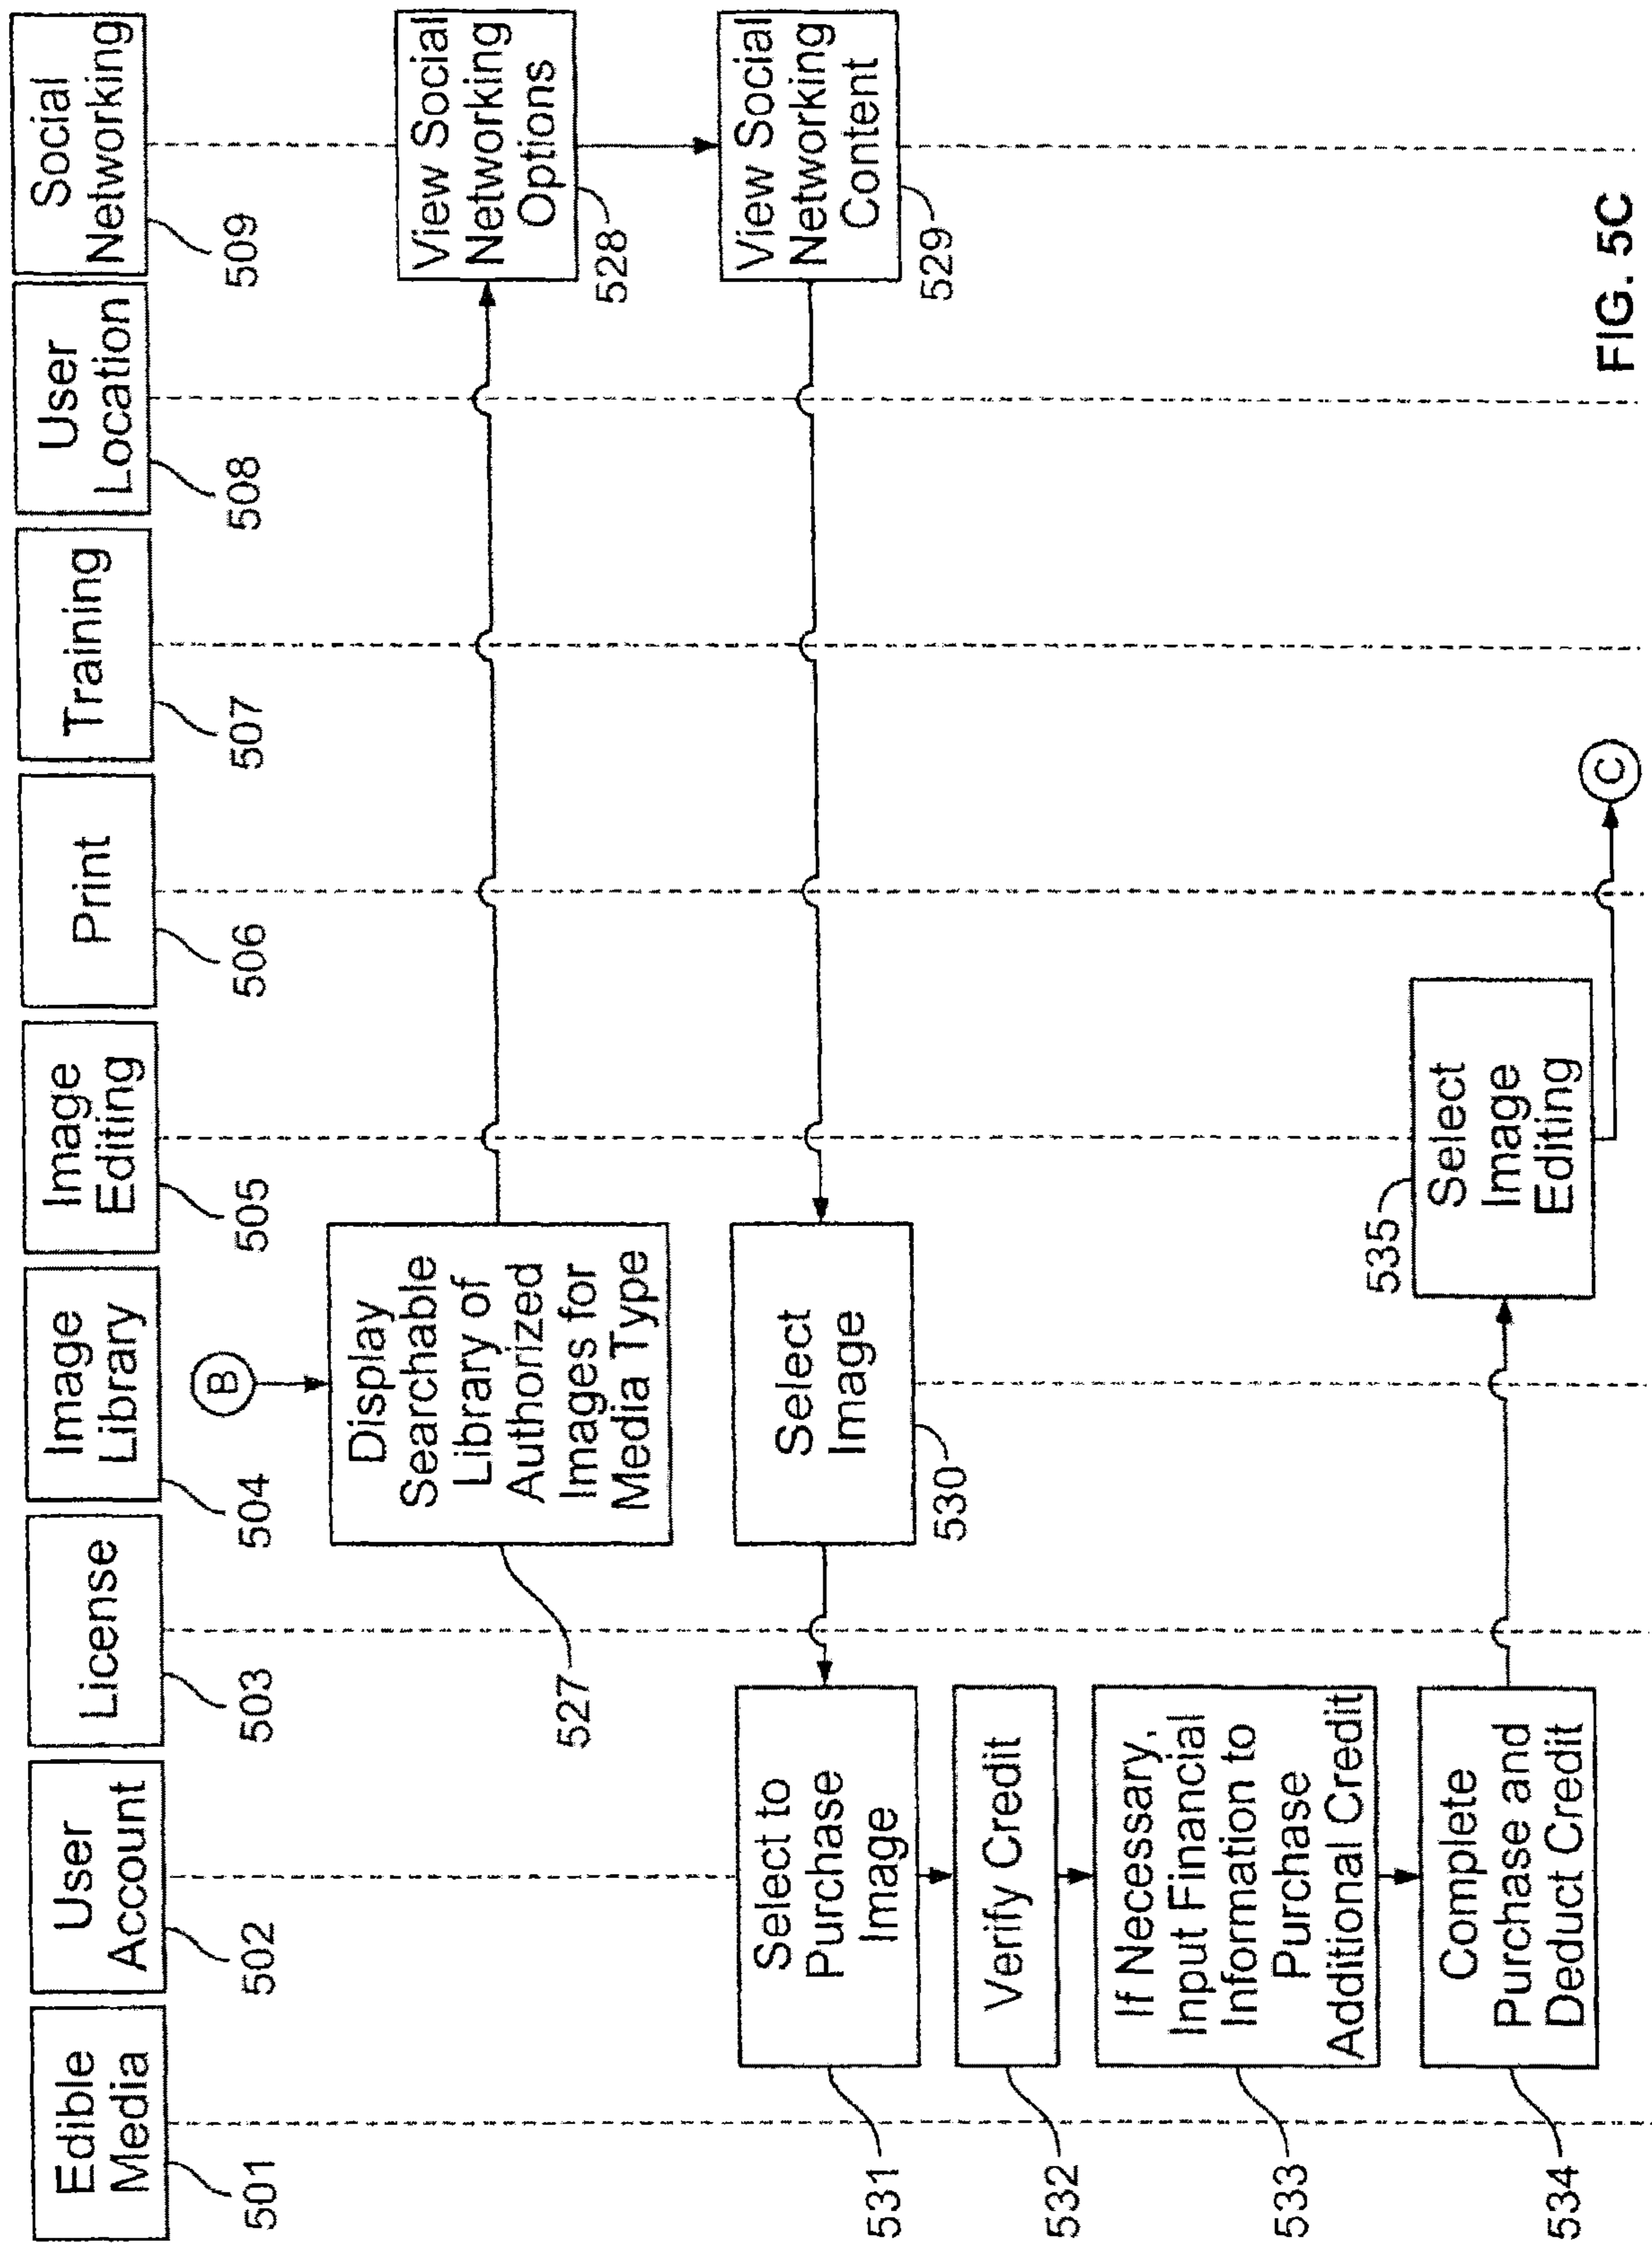 Edible
Media
501
User
Account
502
License
503
Image
Library
504
Image
Editing
505
Print
506
Training
507
User
Location
508
Social
Networking
509
B
Display
Searchable
Library of
Authorized
Images for
Media Type
527
View Social
Networking
Options
528
View Social
Networking
Content
529
Select
Image
530
Select to
Purchase
Image
531
Verify Credit
532
If Necessary,
Input Financial
Information to
Purchase
Additional Credit
533
Complete
Purchase and
Deduct Credit
534
535
Select
Image
Editing
C
FIG. 5C